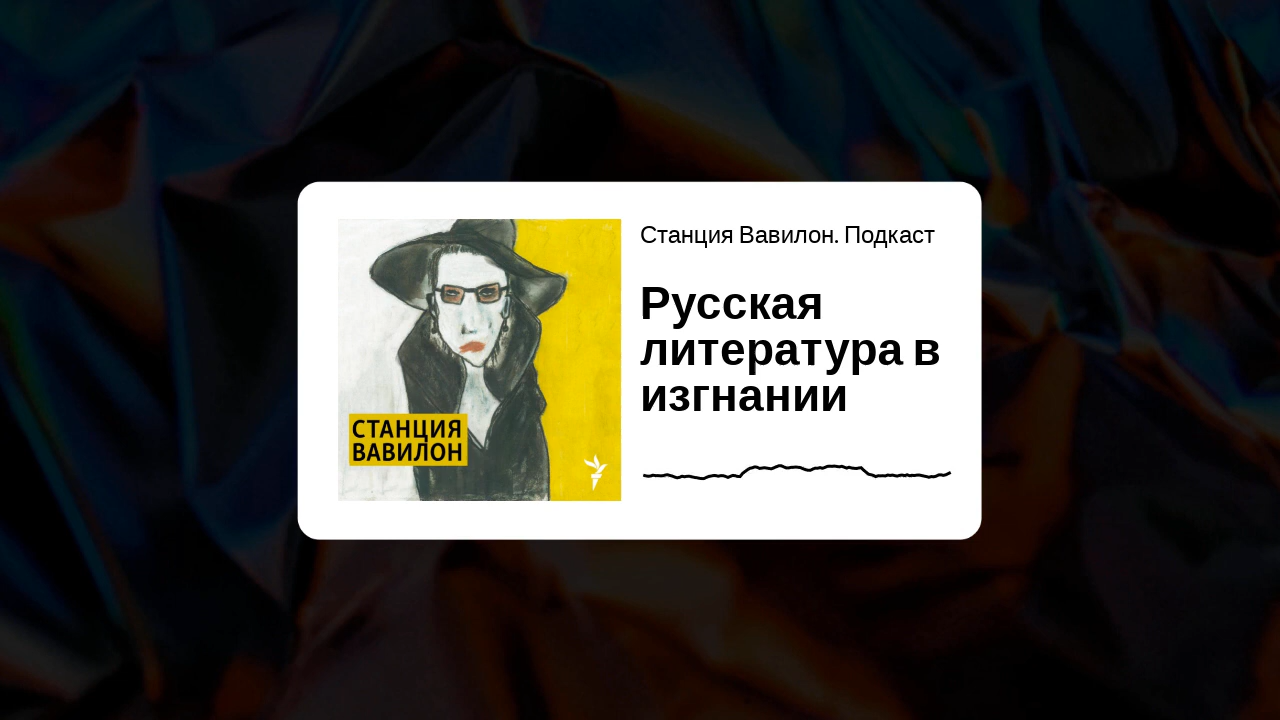 Станция Вавилон. Подкаст
Русская
литература в
изгнании
СТАНЦИЯ
ВАВИЛОН